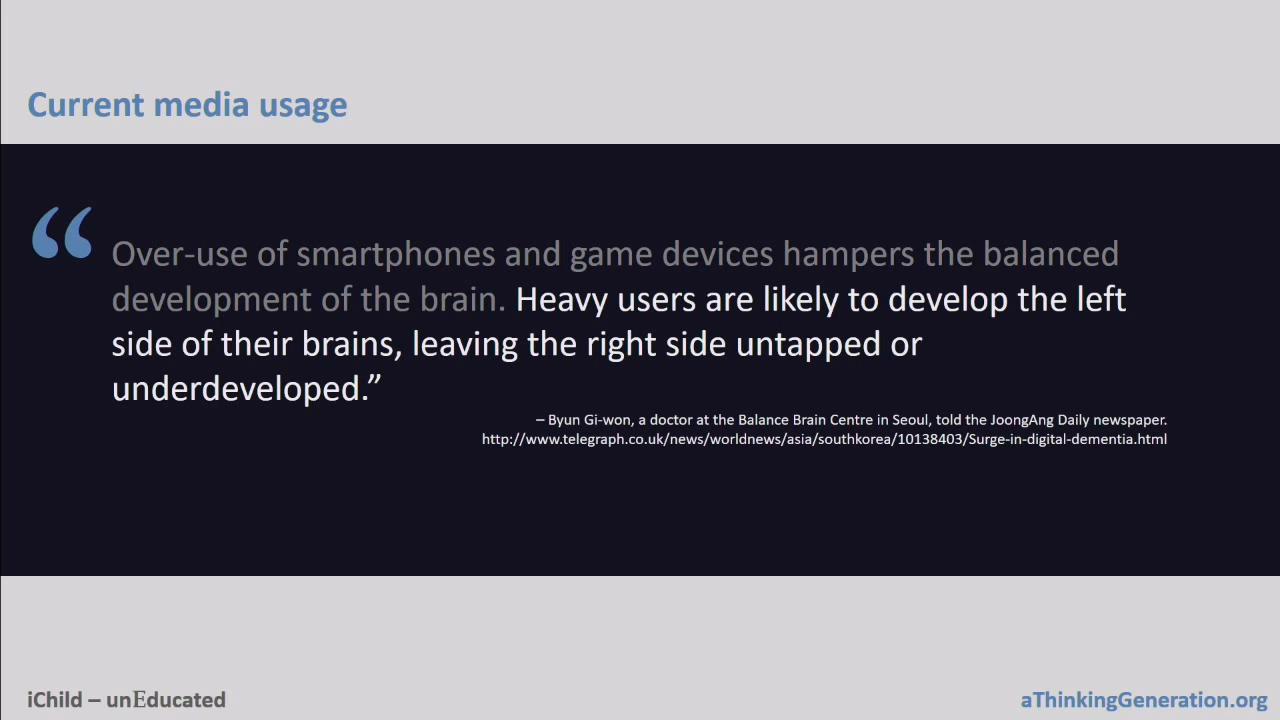 Current media usage
“
Over-use of smartphones and game devices hampers the balanced
development of the brain. Heavy users are likely to develop the left
side of their brains, leaving the right side untapped or
underdeveloped.”
– Byun Gi-won, a doctor at the Balance Brain Centre in Seoul, told the JoongAng Daily newspaper.
http://www.telegraph.co.uk/news/worldnews/asia/southkorea/10138403/Surge-in-digital-dementia.html
iChild – unEducated
aThinkingGeneration.org